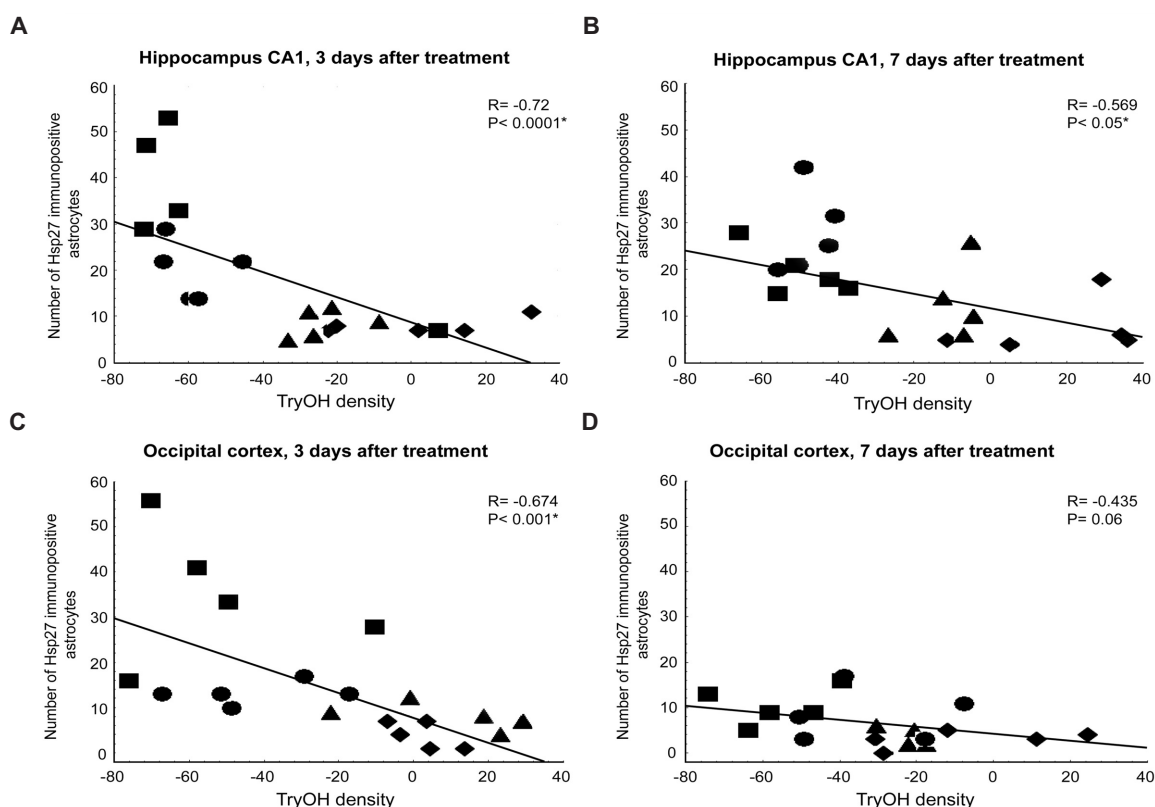 A
Hippocampus CA1, 3 days after treatment
R= -0.72
P< 0.0001*
Number of Hsp27 immunopositive
astrocytes
60
50
40
30
20
10
0
-80 -60 -40 -20 0 20 40
TryOH density
B
Hippocampus CA1, 7 days after treatment
R= -0.569
P< 0.05*
Number of Hsp27 immunopositive
astrocytes
60
50
40
30
20
10
0
-80 -60 -40 -20 0 20 40
TryOH density
C
Occipital cortex, 3 days after treatment
R= -0.674
P< 0.001*
Number of Hsp27 immunopositive
astrocytes
60
50
40
30
20
10
0
-80 -60 -40 -20 0 20 40
TryOH density
D
Occipital cortex, 7 days after treatment
R= -0.435
P= 0.06
Number of Hsp27 immunopositive
astrocytes
60
50
40
30
20
10
0
-80 -60 -40 -20 0 20 40
TryOH density